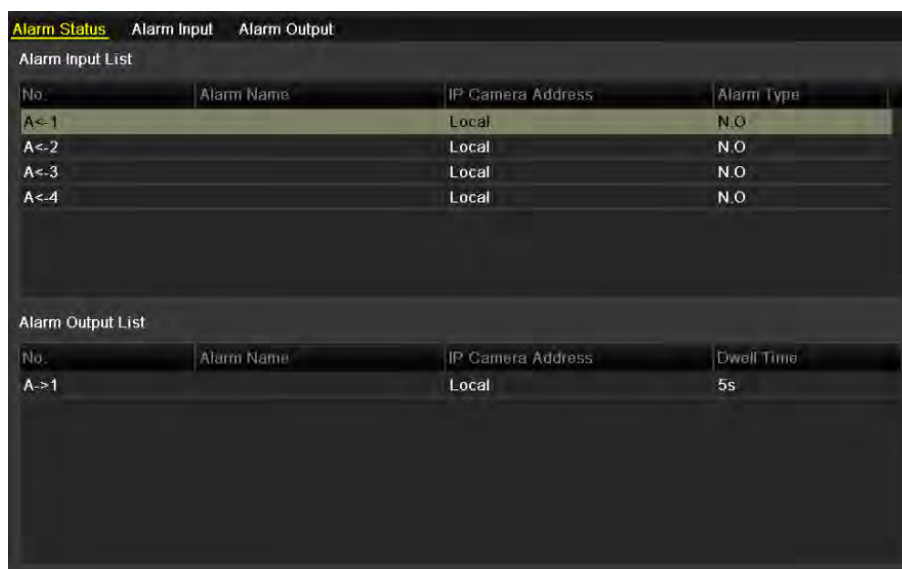 Alarm Status Alarm Input Alarm Output
Alarm Input List
No. Alarm Name IP Camera Address Alarm Type
A<-1 Local N.O
A<-2 Local N.O
A<-3 Local N.O
A<-4 Local N.O
Alarm Output List
No. Alarm Name IP Camera Address Dwell Time
A->1 Local 5s